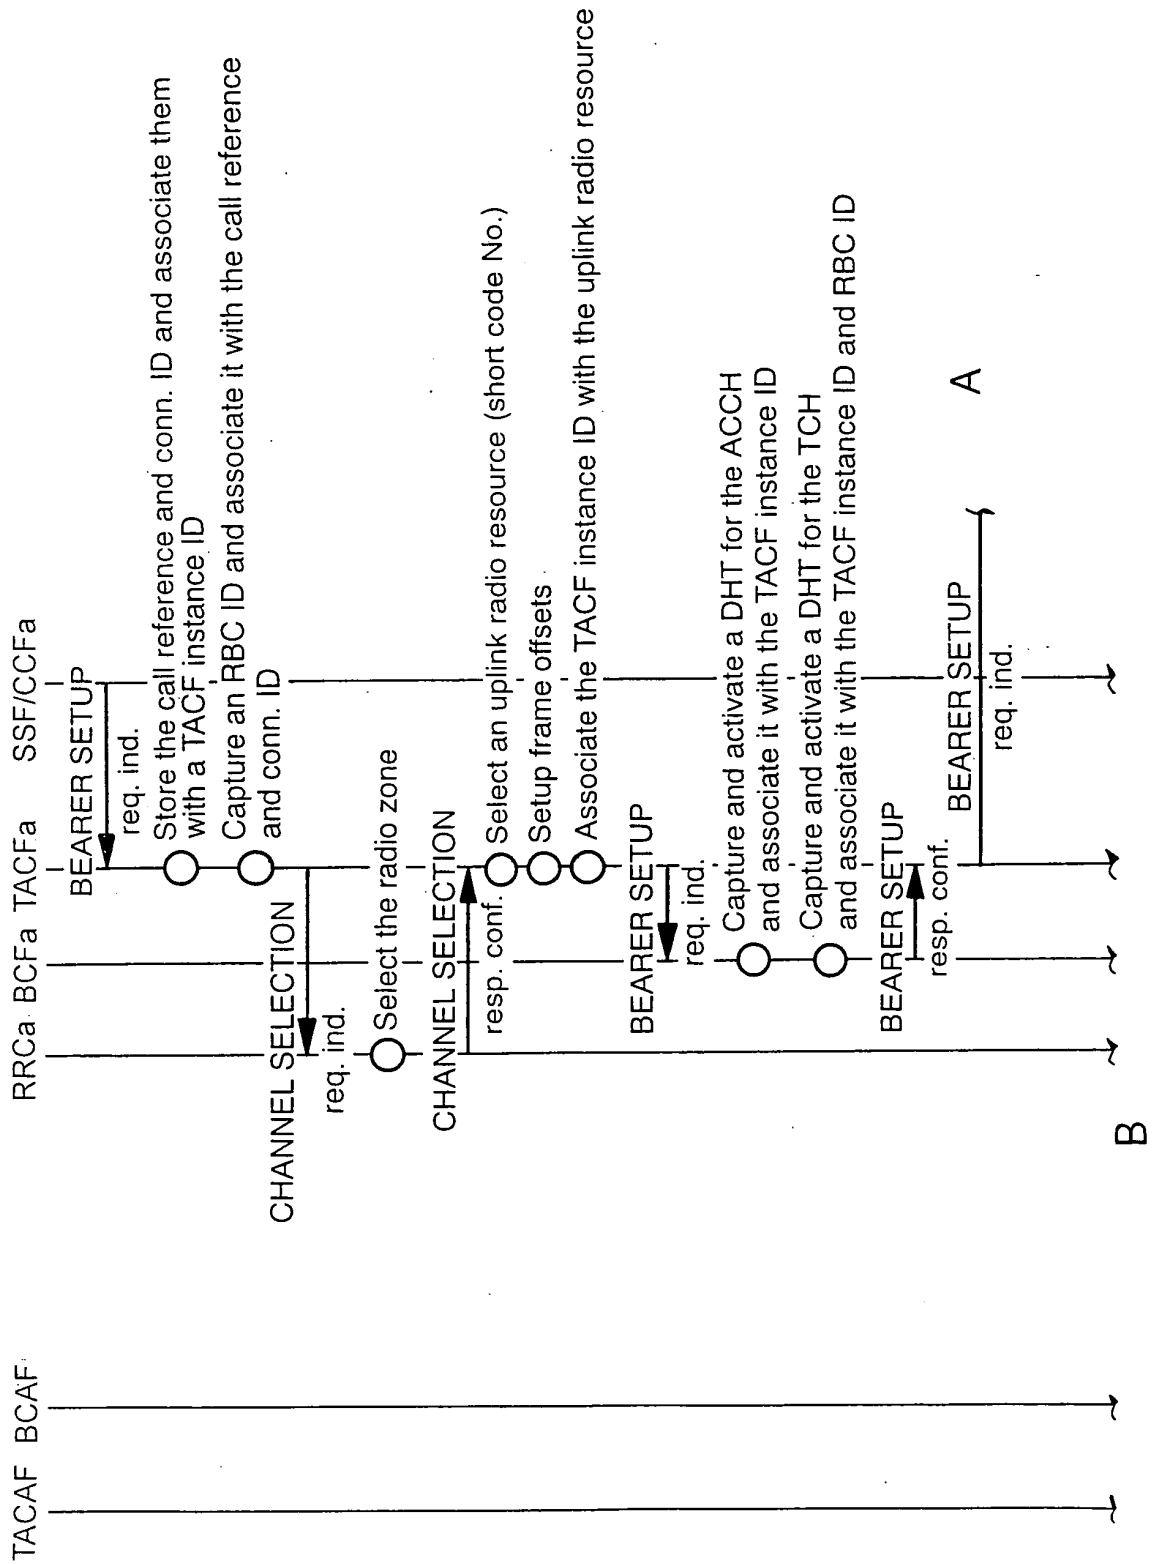 TACAF BCAF RRCa BCFa TACFa SSF/CCFa
BEARER SETUP
req. ind.
Store the call reference and conn. ID and associate them
with a TACF instance ID
Capture an RBC ID and associate it with the call reference
and conn. ID
CHANNEL SELECTION
req. ind.
Select the radio zone
CHANNEL SELECTION
resp. conf.
Select an uplink radio resource (short code No.)
Setup frame offsets
Associate the TACF instance ID with the uplink radio resource
BEARER SETUP
req. ind.
Capture and activate a DHT for the ACCH
and associate it with the TACF instance ID
Capture and activate a DHT for the TCH
and associate it with the TACF instance ID and RBC ID
BEARER SETUP
resp. conf.
BEARER SETUP
req. ind.
A
B